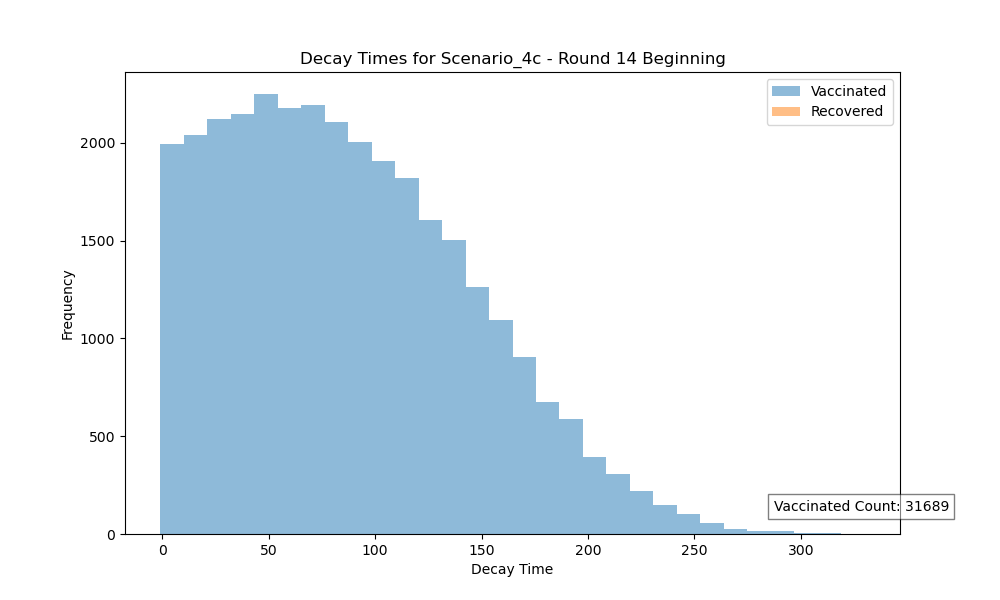 Decay Times for Scenario_4c - Round 14 Beginning
Vaccinated
Recovered
2000
1500
1000
500
0
Frequency
Vaccinated Count: 31689
0 50 100 150 200 250 300
Decay Time